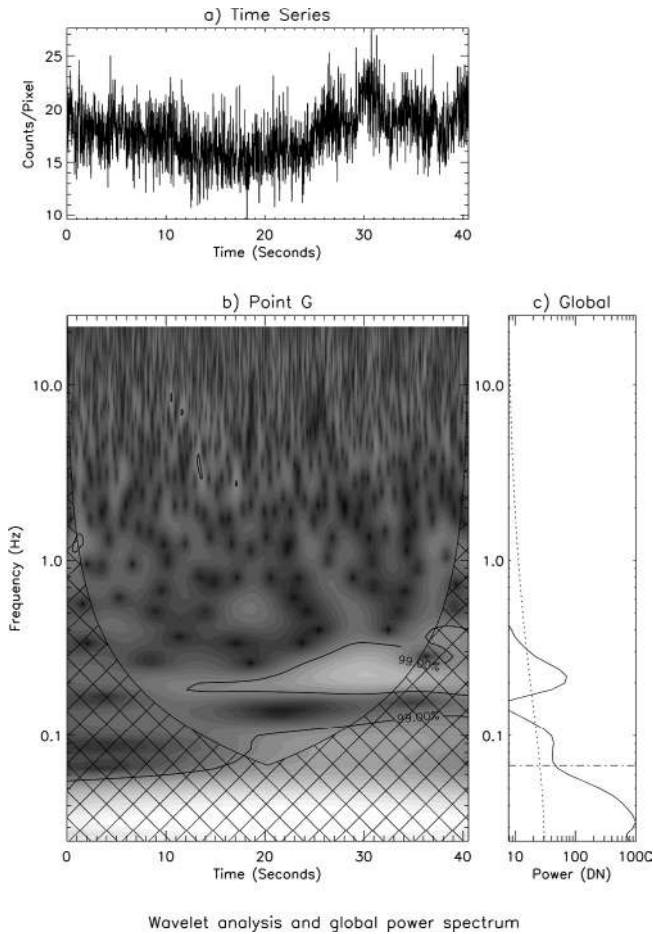 a) Time Series
Counts/Pixel
25
20
15
10
0 10 20 30 40
Time (Seconds)
b) Point G
Frequency (Hz)
10.0
1.0
0.1
99.00%
99.00%
0 10 20 30 40
Time (Seconds)
c) Global
10.0
1.0
0.1
10 100 1000
Power (DN)
Wavelet analysis and global power spectrum